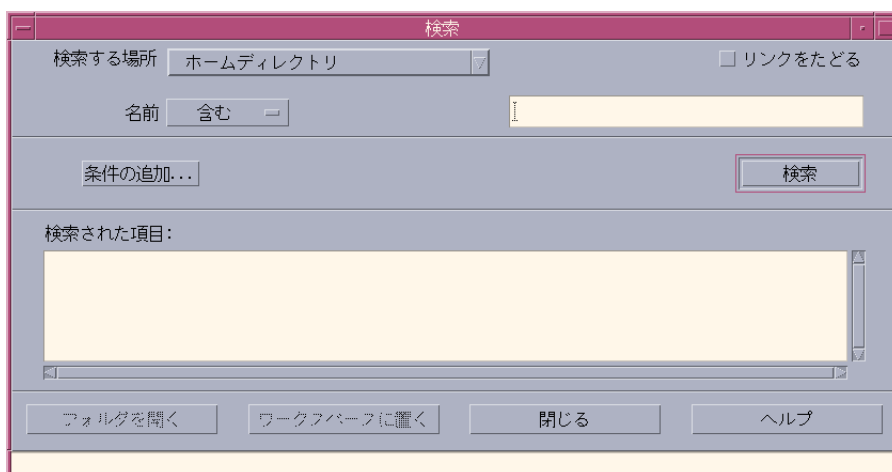 検索
検索する場所 ホームディレクトリ リンクをたどる
名前 含む
条件の追加... 検索
検索された項目:
フォルダを開く ワークスペースに置く 閉じる ヘルプ